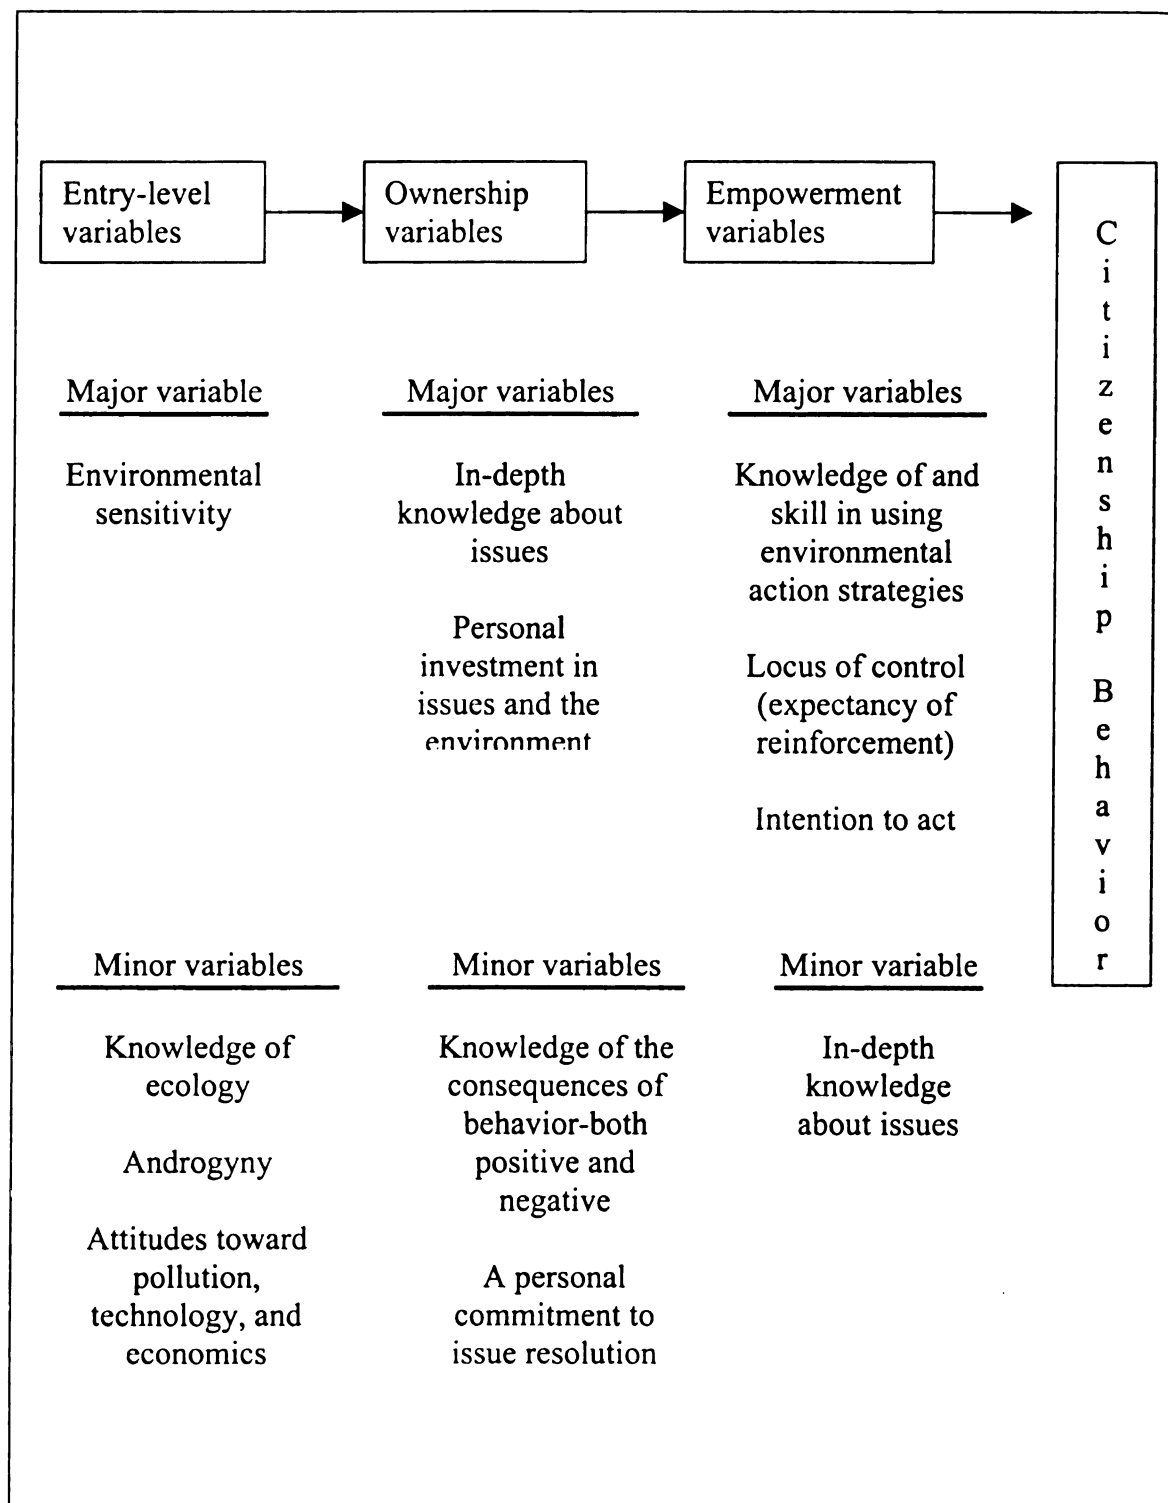 Entry-level
variables
Ownership
variables
Empowerment
variables
Citizenship Behavior
Major variable
Environmental
sensitivity
Major variables
In-depth
knowledge about
issues
Personal
investment in
issues and the
environment
Major variables
Knowledge of and
skill in using
environmental
action strategies
Locus of control
(expectancy of
reinforcement)
Intention to act
Minor variables
Knowledge of
ecology
Androgyny
Attitudes toward
pollution,
technology, and
economics
Minor variables
Knowledge of the
consequences of
behavior-both
positive and
negative
A personal
commitment to
issue resolution
Minor variable
In-depth
knowledge
about issues